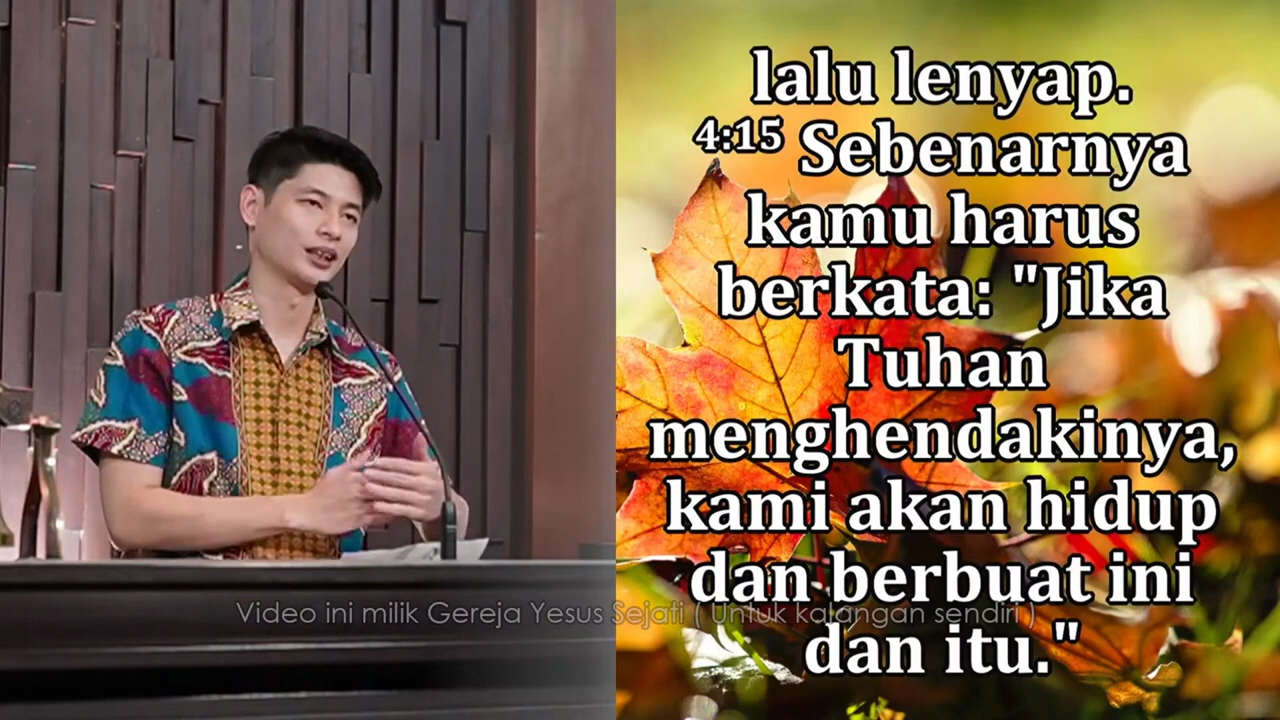 lalu lenyap.
4:15 Sebenarnya
kamu harus
berkata: "Jika
Tuhan
menghendakinya,
kami akan hidup
dan berbuat ini
dan itu."
Video ini milik Gereja Yesus Sejati ( Untuk kalangan sendiri )